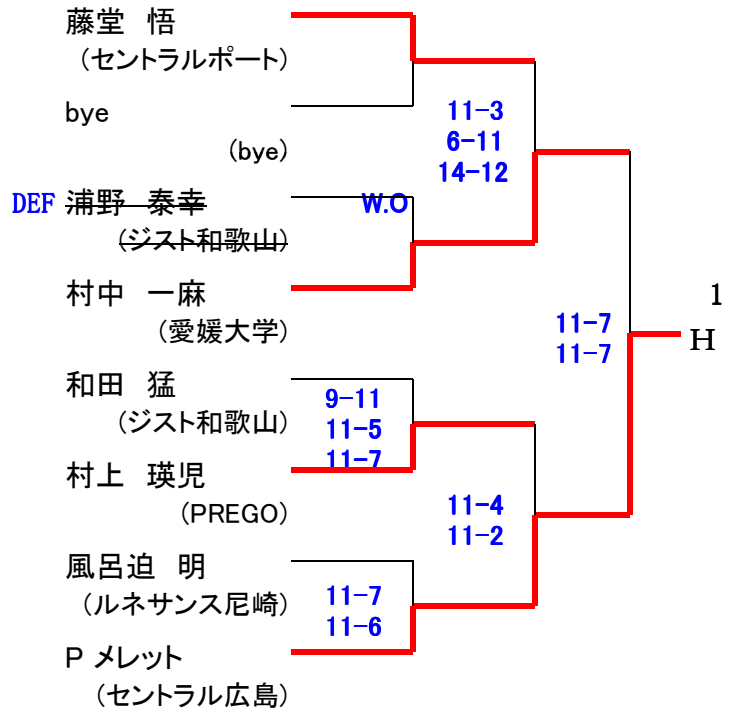 藤堂 悟
(セントラルポート)
bye
(bye)
11-3
6-11
14-12
DEF 浦野 泰幸 W.O
(ジスト和歌山)
村中 一麻
(愛媛大学)
11-7
11-7
1
H
和田 猛
(ジスト和歌山)
9-11
11-5
11-7
村上 瑛児
(PREGO)
11-4
11-2
風呂迫 明
(ルネサンス尼崎)
11-7
11-6
P メレット
(セントラル広島)